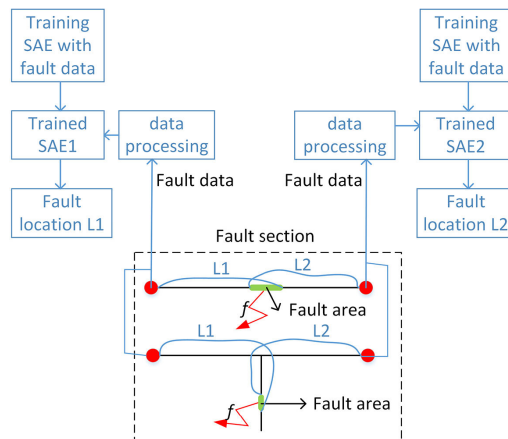 Training
SAE with
fault data
Training
SAE with
fault data
Trained
SAE1
data
processing
data
processing
Trained
SAE2
Fault data
Fault data
Fault
location L1
Fault
location L2
Fault section
L1
L2
f
Fault area
L1
L2
f
Fault area